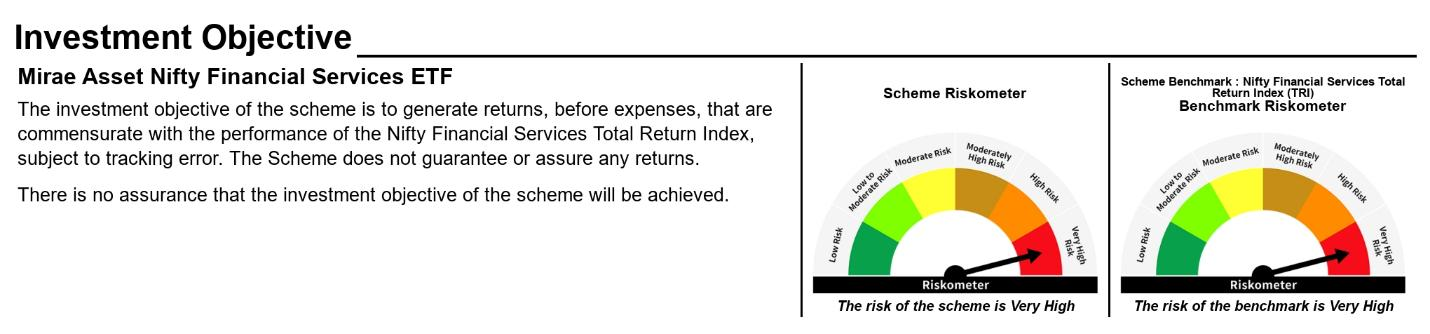 Investment Objective
Mirae Asset Nifty Financial Services ETF
The investment objective of the scheme is to generate returns, before expenses, that are
commensurate with the performance of the Nifty Financial Services Total Return Index,
subject to tracking error. The Scheme does not guarantee or assure any returns.
There is no assurance that the investment objective of the scheme will be achieved.
Scheme Riskometer
Low Risk
Low to
Moderate Risk
Moderate Risk
Moderately
High Risk
High Risk
Very High
Risk
Riskometer
The risk of the scheme is Very High
Scheme Benchmark : Nifty Financial Services Total
Return Index (TRI)
Benchmark Riskometer
Low Risk
Low to
Moderate Risk
Moderate Risk
Moderately
High Risk
High Risk
Very High
Risk
Riskometer
The risk of the benchmark is Very High